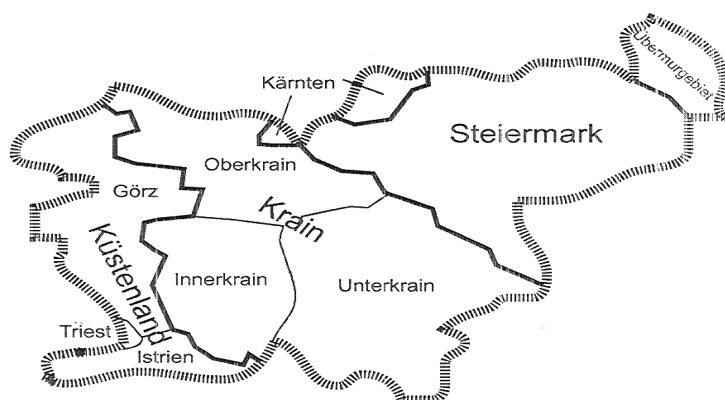 Übermurgebiet
Kärnten
Steiermark
Oberkrain
Görz
Krain
Küstenland
Innerkrain
Unterkrain
Triest
Istrien